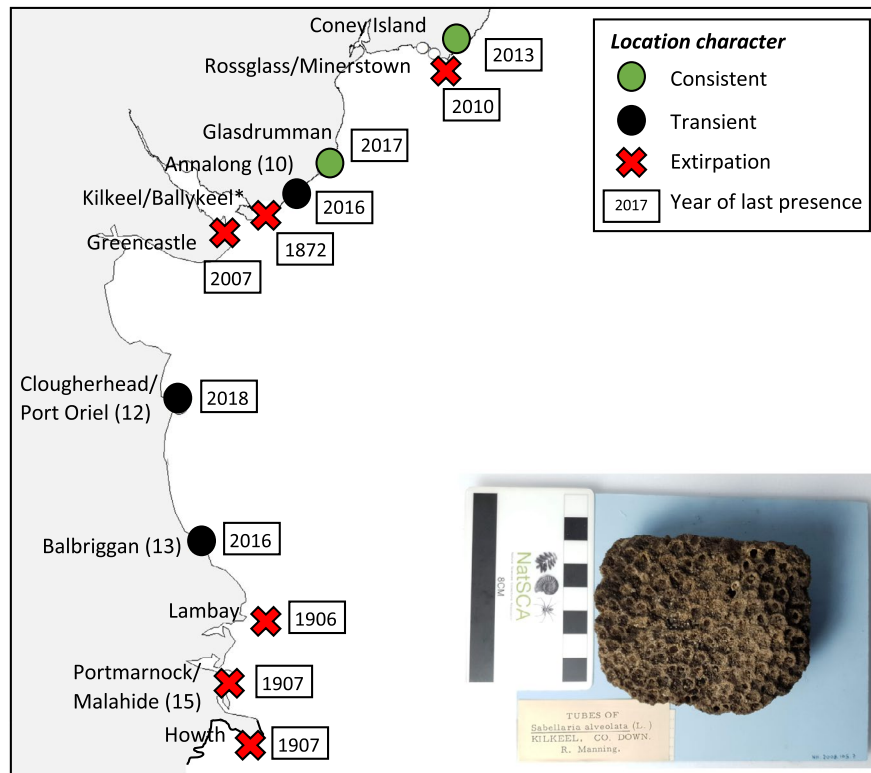 Coney Island
2013
Rossglass/Minerstown
2010
Glasdrumman
2017
Annalong (10)
2016
Kilkeel/Ballykeel*
1872
Greencastle
2007
Clougherhead/
Port Oriel (12)
2018
Balbriggan (13)
2016
Lambay
1906
Portmarnock/
Malahide (15)
1907
Howth
1907
Location character
Consistent
Transient
Extirpation
2017 Year of last presence
8CM
NatSCA
TUBES OF
Sabellaria alveolata (L.)
KILKEEL, CO. DOWN.
R. Manning.